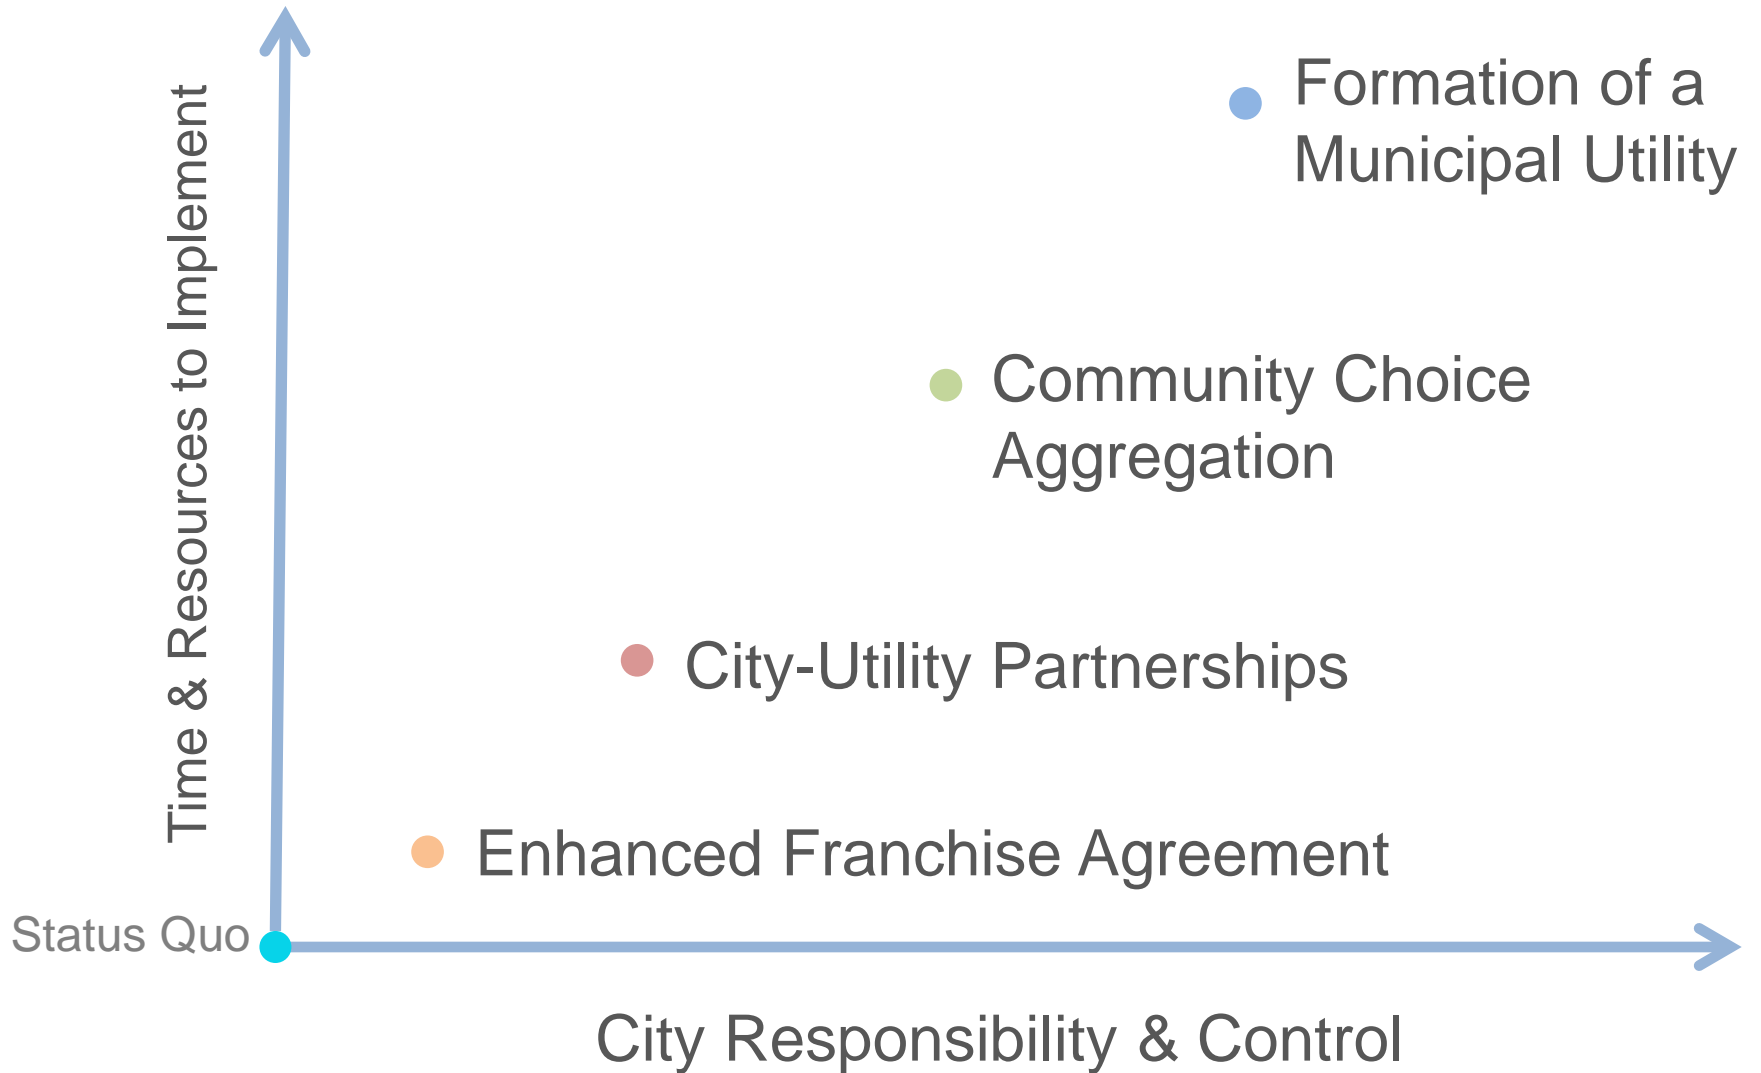 Formation of a
Municipal Utility
Time & Resources to Implement
Community Choice
Aggregation
City-Utility Partnerships
Enhanced Franchise Agreement
Status Quo
City Responsibility & Control